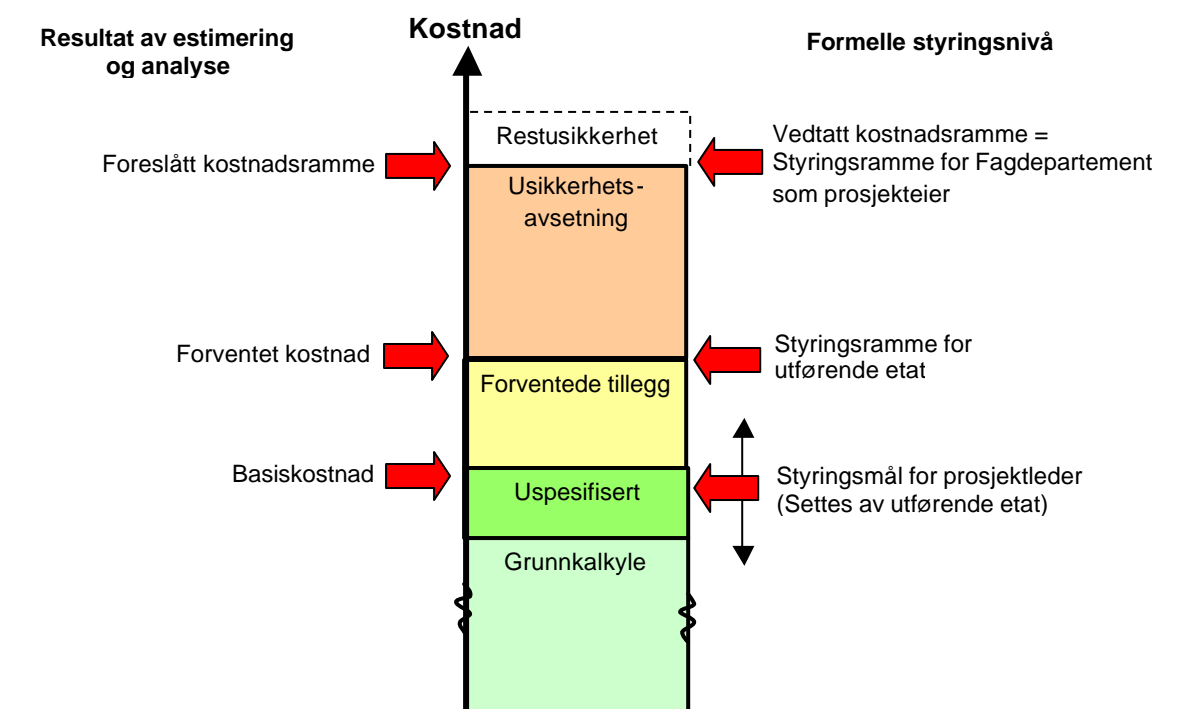 Kostnad
Resultat av estimering
og analyse
Formelle styringsnivå
Restusikkerhet
Foreslått kostnadsramme
Vedtatt kostnadsramme =
Styringsramme for Fagdepartement
som prosjekteier
Usikkerhets-
avsetning
Forventet kostnad
Styringsramme for
utførende etat
Forventede tillegg
Basiskostnad
Styringsmål for prosjektleder
(Settes av utførende etat)
Uspesifisert
Grunnkalkyle